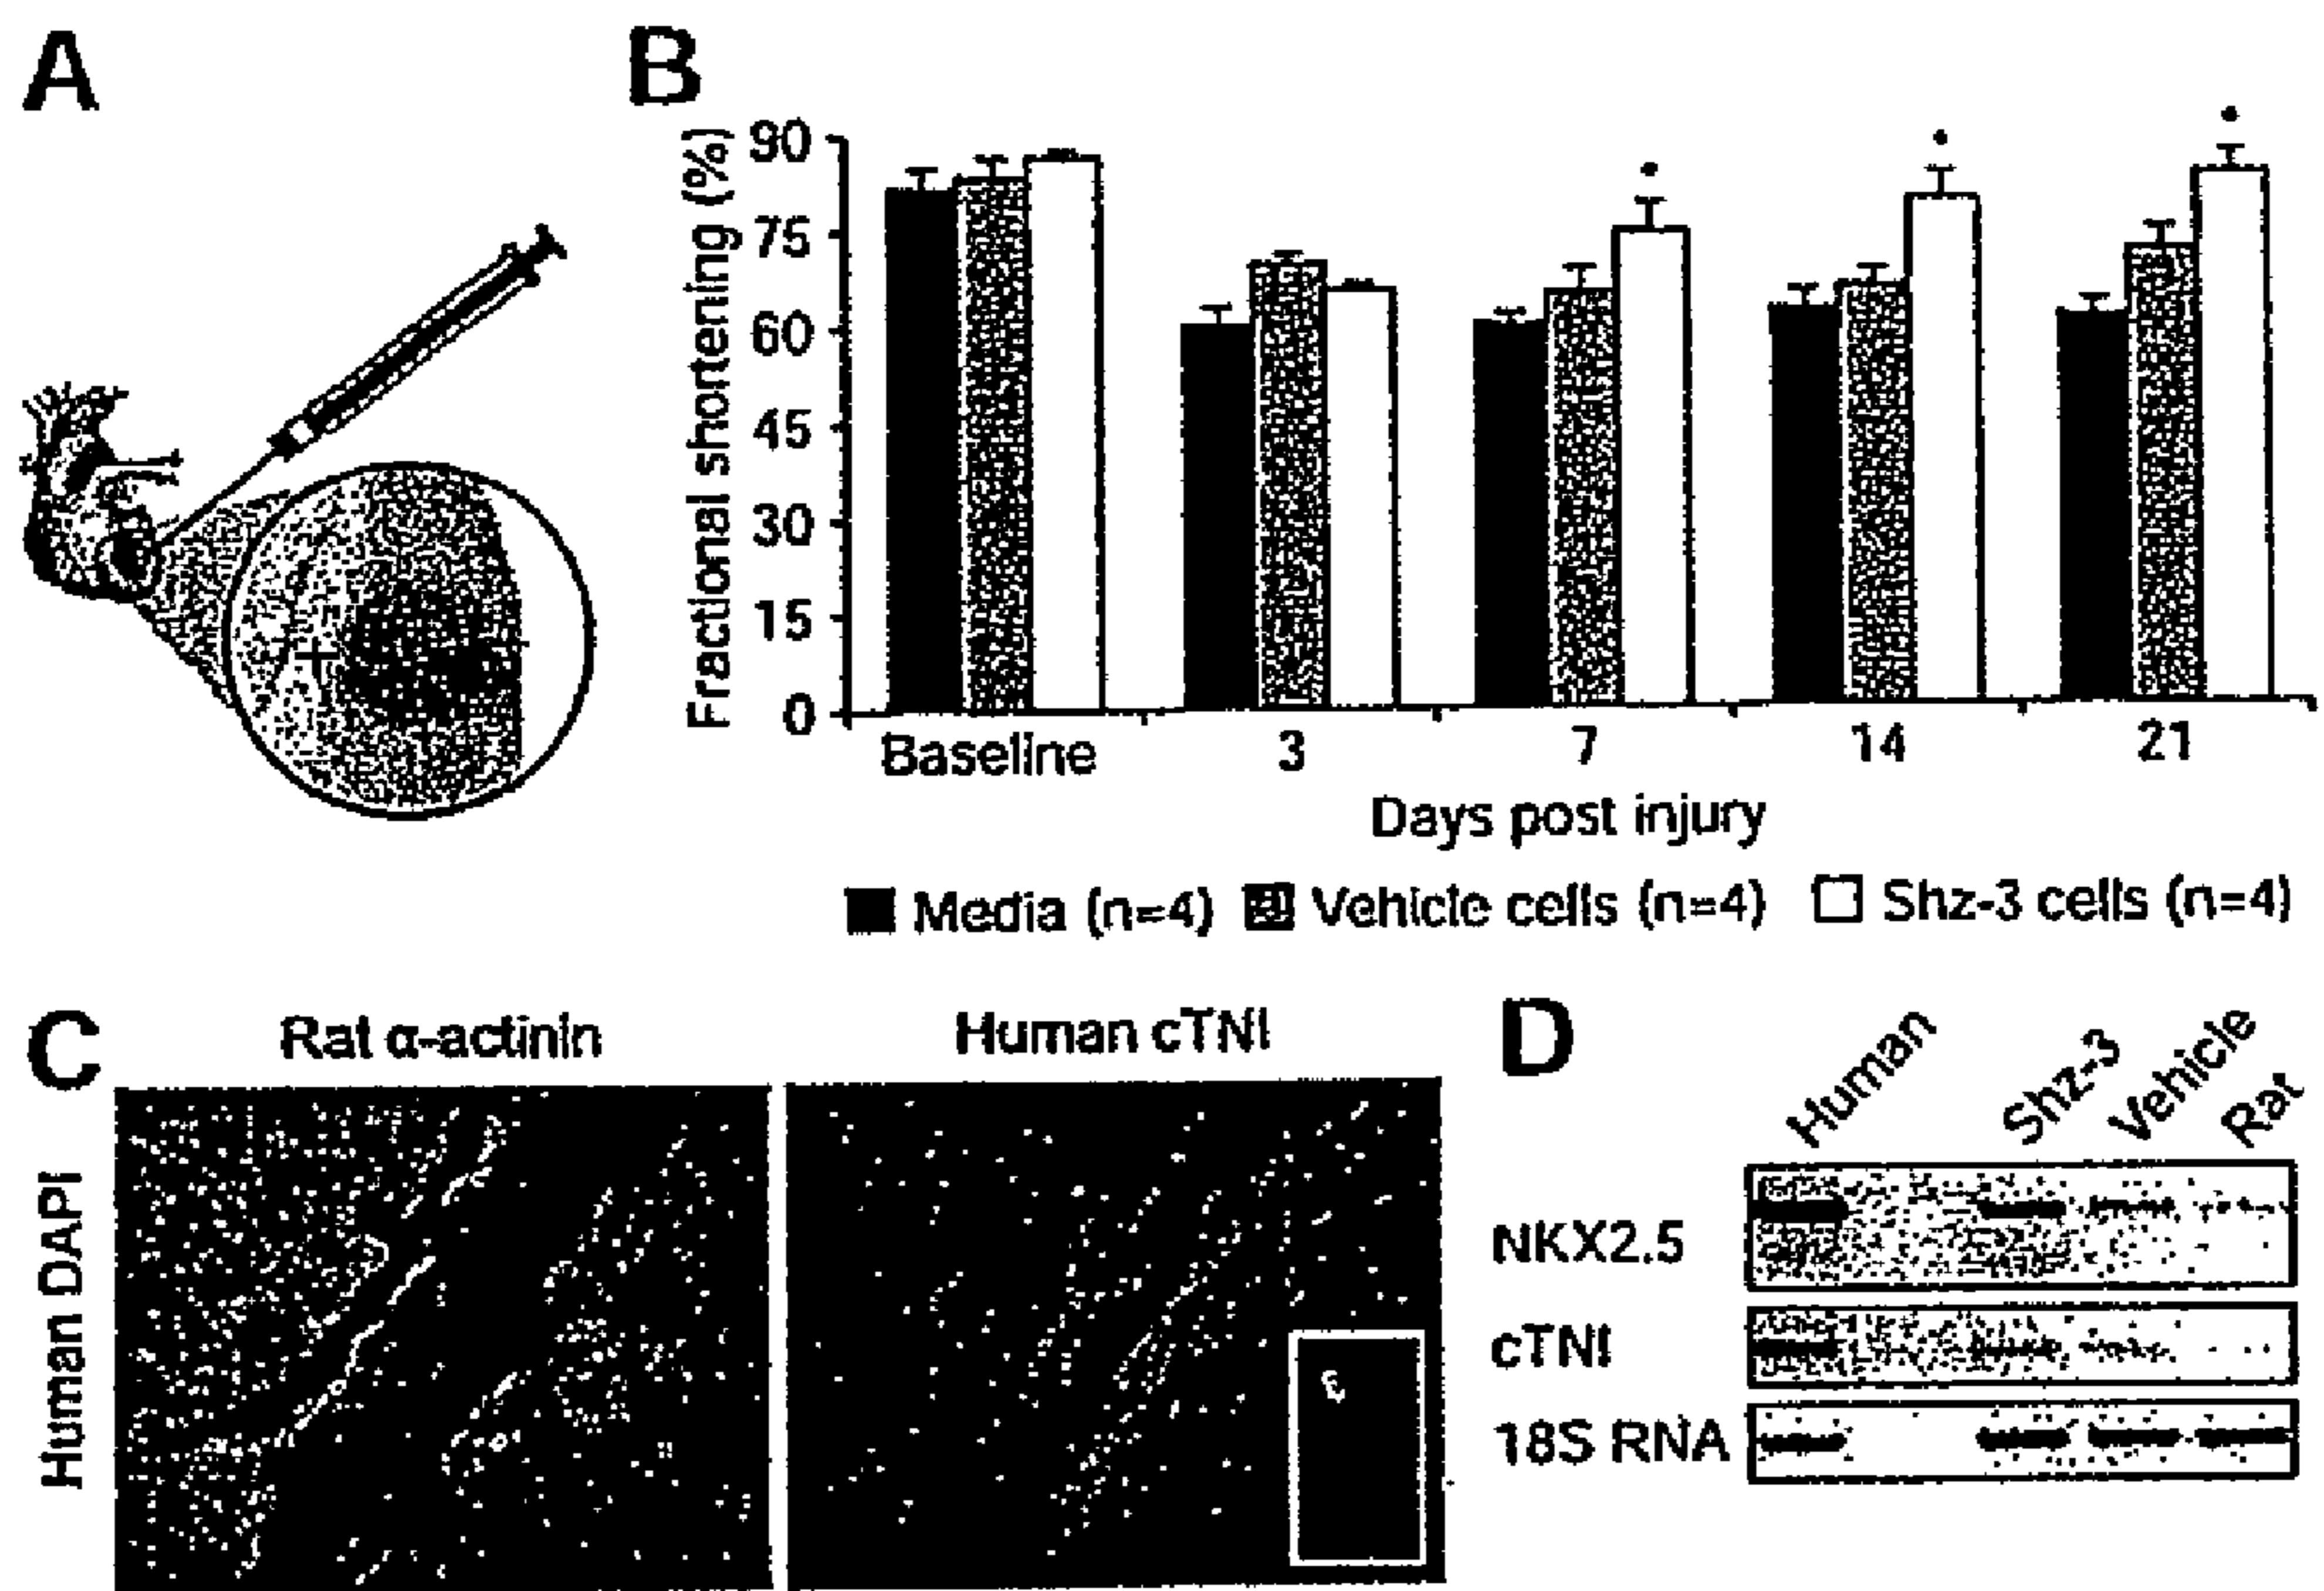 A
B
Fractional shortening (%)
90
75
60
45
30
15
0
Baseline 3 7 14 21
Days post injury
Media (n=4) Vehicle cells (n=4) Shz-3 cells (n=4)
C
Rat α-actinin Human cTNI
Human DAPI
D
Human Shz-3 Vehicle Rat
NKX2.5
cTNI
18S RNA